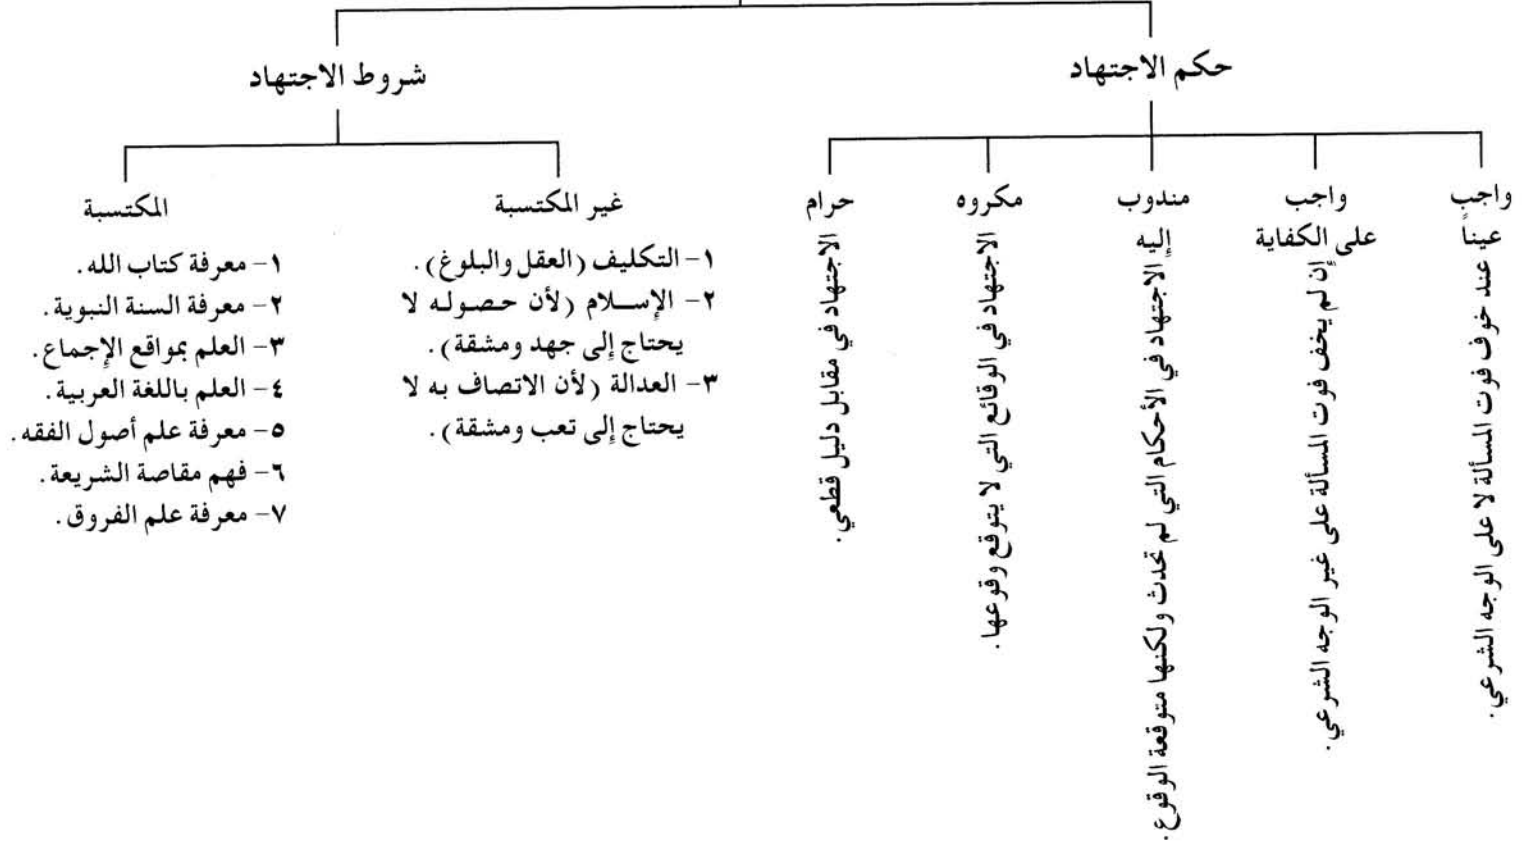 حكم الاجتهاد
واجب
عيناً
عند خوف فوت المسألة لا على الوجه الشرعي.
واجب
على الكفاية
إن لم يخف فوت المسألة على غير الوجه الشرعي.
مندوب
إليه
الاجتهاد في الأحكام التي لم تحدث ولكنها متوقعة الوقوع.
مكروه
الاجتهاد في الوقائع التي لا يتوقع وقوعها.
حرام
الاجتهاد في مقابل دليل قطعي.
شروط الاجتهاد
غير المكتسبة
١- التكليف (العقل والبلوغ).
٢- الإسلام (لأن حصوله لا
يحتاج إلى جهد ومشقة).
٣- العدالة (لأن الاتصاف به لا
يحتاج إلى تعب ومشقة).
المكتسبة
١- معرفة كتاب الله.
٢- معرفة السنة النبوية.
٣- العلم بمواقع الإجماع.
٤- العلم باللغة العربية.
٥- معرفة علم أصول الفقه.
٦- فهم مقاصة الشريعة.
٧- معرفة علم الفروق.